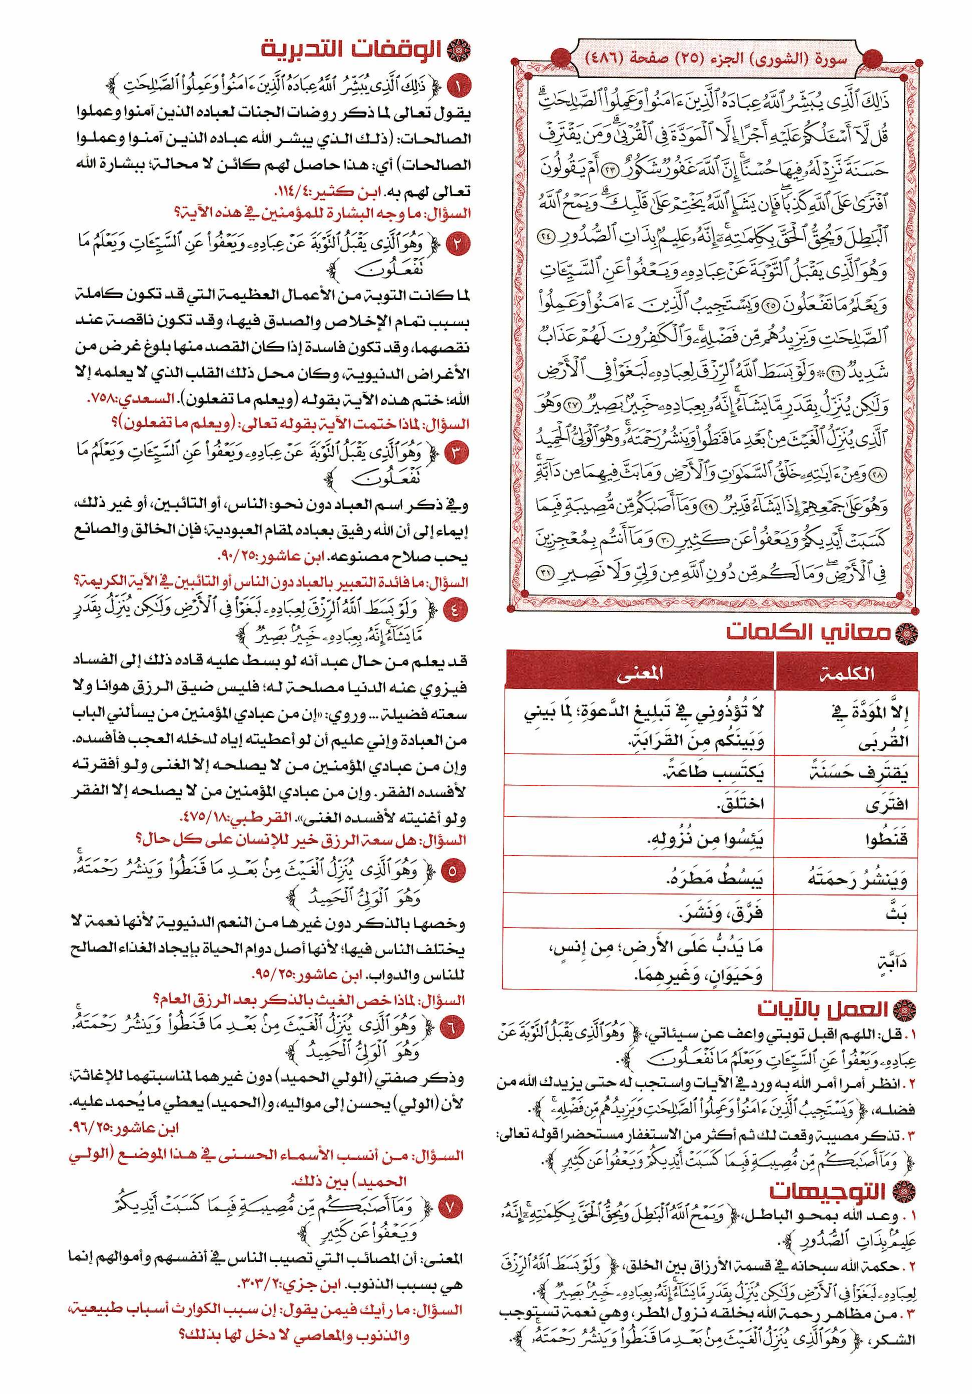 سورة (الشورى) الجزء (٢٥) صفحة (٤٨٦)
ذَٰلِكَ ٱلَّذِى يُبَشِّرُ ٱللَّهُ عِبَادَهُ ٱلَّذِينَ ءَامَنُوا۟ وَعَمِلُوا۟ ٱلصَّٰلِحَٰتِ ۗ
قُل لَّآ أَسْـَٔلُكُمْ عَلَيْهِ أَجْرًا إِلَّا ٱلْمَوَدَّةَ فِى ٱلْقُرْبَىٰ ۗ وَمَن يَقْتَرِفْ
حَسَنَةً نَّزِدْ لَهُۥ فِيهَا حُسْنًا ۚ إِنَّ ٱللَّهَ غَفُورٌ شَكُورٌ ٢٣ أَمْ يَقُولُونَ
ٱفْتَرَىٰ عَلَى ٱللَّهِ كَذِبًا ۖ فَإِن يَشَإِ ٱللَّهُ يَخْتِمْ عَلَىٰ قَلْبِكَ ۗ وَيَمْحُ ٱللَّهُ
ٱلْبَٰطِلَ وَيُحِقُّ ٱلْحَقَّ بِكَلِمَٰتِهِۦٓ ۚ إِنَّهُۥ عَلِيمٌۢ بِذَاتِ ٱلصُّدُورِ ٢٤
وَهُوَ ٱلَّذِى يَقْبَلُ ٱلتَّوْبَةَ عَنْ عِبَادِهِۦ وَيَعْفُوا۟ عَنِ ٱلسَّيِّـَٔاتِ
وَيَعْلَمُ مَا تَفْعَلُونَ ٢٥ وَيَسْتَجِيبُ ٱلَّذِينَ ءَامَنُوا۟ وَعَمِلُوا۟
ٱلصَّٰلِحَٰتِ وَيَزِيدُهُم مِّن فَضْلِهِۦ ۚ وَٱلْكَٰفِرُونَ لَهُمْ عَذَابٌ
شَدِيدٌ ٢٦ ۞ وَلَوْ بَسَطَ ٱللَّهُ ٱلرِّزْقَ لِعِبَادِهِۦ لَبَغَوْا۟ فِى ٱلْأَرْضِ
وَلَٰكِن يُنَزِّلُ بِقَدَرٍ مَّا يَشَآءُ ۚ إِنَّهُۥ بِعِبَادِهِۦ خَبِيرٌۢ بَصِيرٌ ٢٧ وَهُوَ
ٱلَّذِى يُنَزِّلُ ٱلْغَيْثَ مِنۢ بَعْدِ مَا قَنَطُوا۟ وَيَنشُرُ رَحْمَتَهُۥ ۚ وَهُوَ ٱلْوَلِىُّ ٱلْحَمِيدُ
٢٨ وَمِنْ ءَايَٰتِهِۦ خَلْقُ ٱلسَّمَٰوَٰتِ وَٱلْأَرْضِ وَمَا بَثَّ فِيهِمَا مِن دَآبَّةٍ ۚ
وَهُوَ عَلَىٰ جَمْعِهِمْ إِذَا يَشَآءُ قَدِيرٌ ٢٩ وَمَآ أَصَٰبَكُم مِّن مُّصِيبَةٍ فَبِمَا
كَسَبَتْ أَيْدِيكُمْ وَيَعْفُوا۟ عَن كَثِيرٍ ٣٠ وَمَآ أَنتُم بِمُعْجِزِينَ
فِى ٱلْأَرْضِ ۖ وَمَا لَكُم مِّن دُونِ ٱللَّهِ مِن وَلِىٍّ وَلَا نَصِيرٍ ٣١
معاني الكلمات
الكلمة المعنى
إِلَّا المَوَدَّةَ فِي القُرْبَى لَا تُؤْذُونِي فِي تَبْلِيغِ الدَّعوَةِ؛ لِمَا بَيْنِي
وَبَيْنَكُم مِنَ القَرَابَةِ.
يَقتَرِف حَسَنَةً يَكتَسِب طَاعَةً.
افتَرَى اختَلَقَ.
قَنَطُوا يَئِسُوا مِن نُزُولِهِ.
وَيَنشُرُ رَحمَتَهُ يَبسُطُ مَطَرَهُ.
بَثَّ فَرَّقَ، وَنَشَرَ.
دَآبَّةٍ مَا يَدُبُّ عَلَى الأَرضِ؛ مِن إِنسٍ،
وَحَيَوَانٍ، وَغَيرِهِمَا.
العمل بالآيات
١. قل: اللهم اقبل توبتي واعف عن سيئاتي، ﴿ وَهُوَ ٱلَّذِى يَقْبَلُ ٱلتَّوْبَةَ عَنْ
عِبَادِهِۦ وَيَعْفُوا۟ عَنِ ٱلسَّيِّـَٔاتِ وَيَعْلَمُ مَا تَفْعَلُونَ ﴾.
٢. انظر أمرا أمر الله به ورد في الآيات واستجب له حتى يزيدك الله من
فضله، ﴿ وَيَسْتَجِيبُ ٱلَّذِينَ ءَامَنُوا۟ وَعَمِلُوا۟ ٱلصَّٰلِحَٰتِ وَيَزِيدُهُم مِّن فَضْلِهِۦ ۚ ﴾.
٣. تذكر مصيبة وقعت لك ثم أكثر من الاستغفار مستحضرا قوله تعالى:
﴿ وَمَآ أَصَٰبَكُم مِّن مُّصِيبَةٍ فَبِمَا كَسَبَتْ أَيْدِيكُمْ وَيَعْفُوا۟ عَن كَثِيرٍ ﴾.
التوجيهات
١. وعد الله بمحو الباطل، ﴿ وَيَمْحُ ٱللَّهُ ٱلْبَٰطِلَ وَيُحِقُّ ٱلْحَقَّ بِكَلِمَٰتِهِۦٓ ۚ إِنَّهُۥ
عَلِيمٌۢ بِذَاتِ ٱلصُّدُورِ ﴾.
٢. حكمة الله سبحانه في قسمة الأرزاق بين الخلق، ﴿ وَلَوْ بَسَطَ ٱللَّهُ ٱلرِّزْقَ
لِعِبَادِهِۦ لَبَغَوْا۟ فِى ٱلْأَرْضِ وَلَٰكِن يُنَزِّلُ بِقَدَرٍ مَّا يَشَآءُ ۚ إِنَّهُۥ بِعِبَادِهِۦ خَبِيرٌۢ بَصِيرٌ ﴾.
٣. من مظاهر رحمة الله بخلقه نزول المطر، وهي نعمة تستوجب
الشكر، ﴿ وَهُوَ ٱلَّذِى يُنَزِّلُ ٱلْغَيْثَ مِنۢ بَعْدِ مَا قَنَطُوا۟ وَيَنشُرُ رَحْمَتَهُۥ ۚ ﴾.
الوقفات التدبرية
١ ﴿ ذَٰلِكَ ٱلَّذِى يُبَشِّرُ ٱللَّهُ عِبَادَهُ ٱلَّذِينَ ءَامَنُوا۟ وَعَمِلُوا۟ ٱلصَّٰلِحَٰتِ ﴾
يقول تعالى لما ذكر روضات الجنات لعباده الذين آمنوا وعملوا
الصالحات: (ذلك الذي يبشر الله عباده الذين آمنوا وعملوا
الصالحات) أي: هذا حاصل لهم كائن لا محالة؛ ببشارة الله
تعالى لهم به. ابن كثير: ١١٤/٤.
السؤال: ما وجه البشارة للمؤمنين في هذه الآية؟
٢ ﴿ وَهُوَ ٱلَّذِى يَقْبَلُ ٱلتَّوْبَةَ عَنْ عِبَادِهِۦ وَيَعْفُوا۟ عَنِ ٱلسَّيِّـَٔاتِ وَيَعْلَمُ مَا
تَفْعَلُونَ ﴾
لما كانت التوبة من الأعمال العظيمة التي قد تكون كاملة
بسبب تمام الإخلاص والصدق فيها، وقد تكون ناقصة عند
نقصهما، وقد تكون فاسدة إذا كان القصد منها بلوغ غرض من
الأغراض الدنيوية، وكان محل ذلك القلب الذي لا يعلمه إلا
الله؛ ختم هذه الآية بقوله (ويعلم ما تفعلون). السعدي: ٧٥٨.
السؤال: لماذا ختمت الآية بقوله تعالى: (ويعلم ما تفعلون)؟
٣ ﴿ وَهُوَ ٱلَّذِى يَقْبَلُ ٱلتَّوْبَةَ عَنْ عِبَادِهِۦ وَيَعْفُوا۟ عَنِ ٱلسَّيِّـَٔاتِ وَيَعْلَمُ مَا
تَفْعَلُونَ ﴾
وفي ذكر اسم العباد دون نحو: الناس، أو التائبين، أو غير ذلك،
إيماء إلى أن الله رفيق بعباده لمقام العبودية؛ فإن الخالق والصانع
يحب صلاح مصنوعه. ابن عاشور: ٩٠/٢٥.
السؤال: ما فائدة التعبير بالعباد دون الناس أو التائبين في الآية الكريمة؟
٤ ﴿ وَلَوْ بَسَطَ ٱللَّهُ ٱلرِّزْقَ لِعِبَادِهِۦ لَبَغَوْا۟ فِى ٱلْأَرْضِ وَلَٰكِن يُنَزِّلُ بِقَدَرٍ
مَّا يَشَآءُ ۚ إِنَّهُۥ بِعِبَادِهِۦ خَبِيرٌۢ بَصِيرٌ ﴾
قد يعلم من حال عبد أنه لو بسط عليه قاده ذلك إلى الفساد
فيزوي عنه الدنيا مصلحة له؛ فليس ضيق الرزق هوانا ولا
سعته فضيلة ... وروي: «إن من عبادي المؤمنين من يسألني الباب
من العبادة وإني عليم أن لو أعطيته إياه لدخله العجب فأفسده.
وإن من عبادي المؤمنين من لا يصلحه إلا الغنى ولو أفقرته
لأفسده الفقر. وإن من عبادي المؤمنين من لا يصلحه إلا الفقر
ولو أغنيته لأفسده الغنى». القرطبي: ٤٧٥/١٨.
السؤال: هل سعة الرزق خير للإنسان على كل حال؟
٥ ﴿ وَهُوَ ٱلَّذِى يُنَزِّلُ ٱلْغَيْثَ مِنۢ بَعْدِ مَا قَنَطُوا۟ وَيَنشُرُ رَحْمَتَهُۥ ۚ
وَهُوَ ٱلْوَلِىُّ ٱلْحَمِيدُ ﴾
وخصها بالذكر دون غيرها من النعم الدنيوية لأنها نعمة لا
يختلف الناس فيها؛ لأنها أصل دوام الحياة بإيجاد الغذاء الصالح
للناس والدواب. ابن عاشور: ٩٥/٢٥.
السؤال: لماذا خص الغيث بالذكر بعد الرزق العام؟
٦ ﴿ وَهُوَ ٱلَّذِى يُنَزِّلُ ٱلْغَيْثَ مِنۢ بَعْدِ مَا قَنَطُوا۟ وَيَنشُرُ رَحْمَتَهُۥ ۚ
وَهُوَ ٱلْوَلِىُّ ٱلْحَمِيدُ ﴾
وذكر صفتي (الولي الحميد) دون غيرهما لمناسبتهما للإغاثة؛
لأن (الولي) يحسن إلى مواليه، و(الحميد) يعطي ما يُحمد عليه.
ابن عاشور: ٩٦/٢٥.
السؤال: من أنسب الأسماء الحسنى في هذا الموضع (الولي
الحميد) بين ذلك.
٧ ﴿ وَمَآ أَصَٰبَكُم مِّن مُّصِيبَةٍ فَبِمَا كَسَبَتْ أَيْدِيكُمْ
وَيَعْفُوا۟ عَن كَثِيرٍ ﴾
المعنى: أن المصائب التي تصيب الناس في أنفسهم وأموالهم إنما
هي بسبب الذنوب. ابن جزي: ٣٠٣/٢.
السؤال: ما رأيك فيمن يقول: إن سبب الكوارث أسباب طبيعية،
والذنوب والمعاصي لا دخل لها بذلك؟